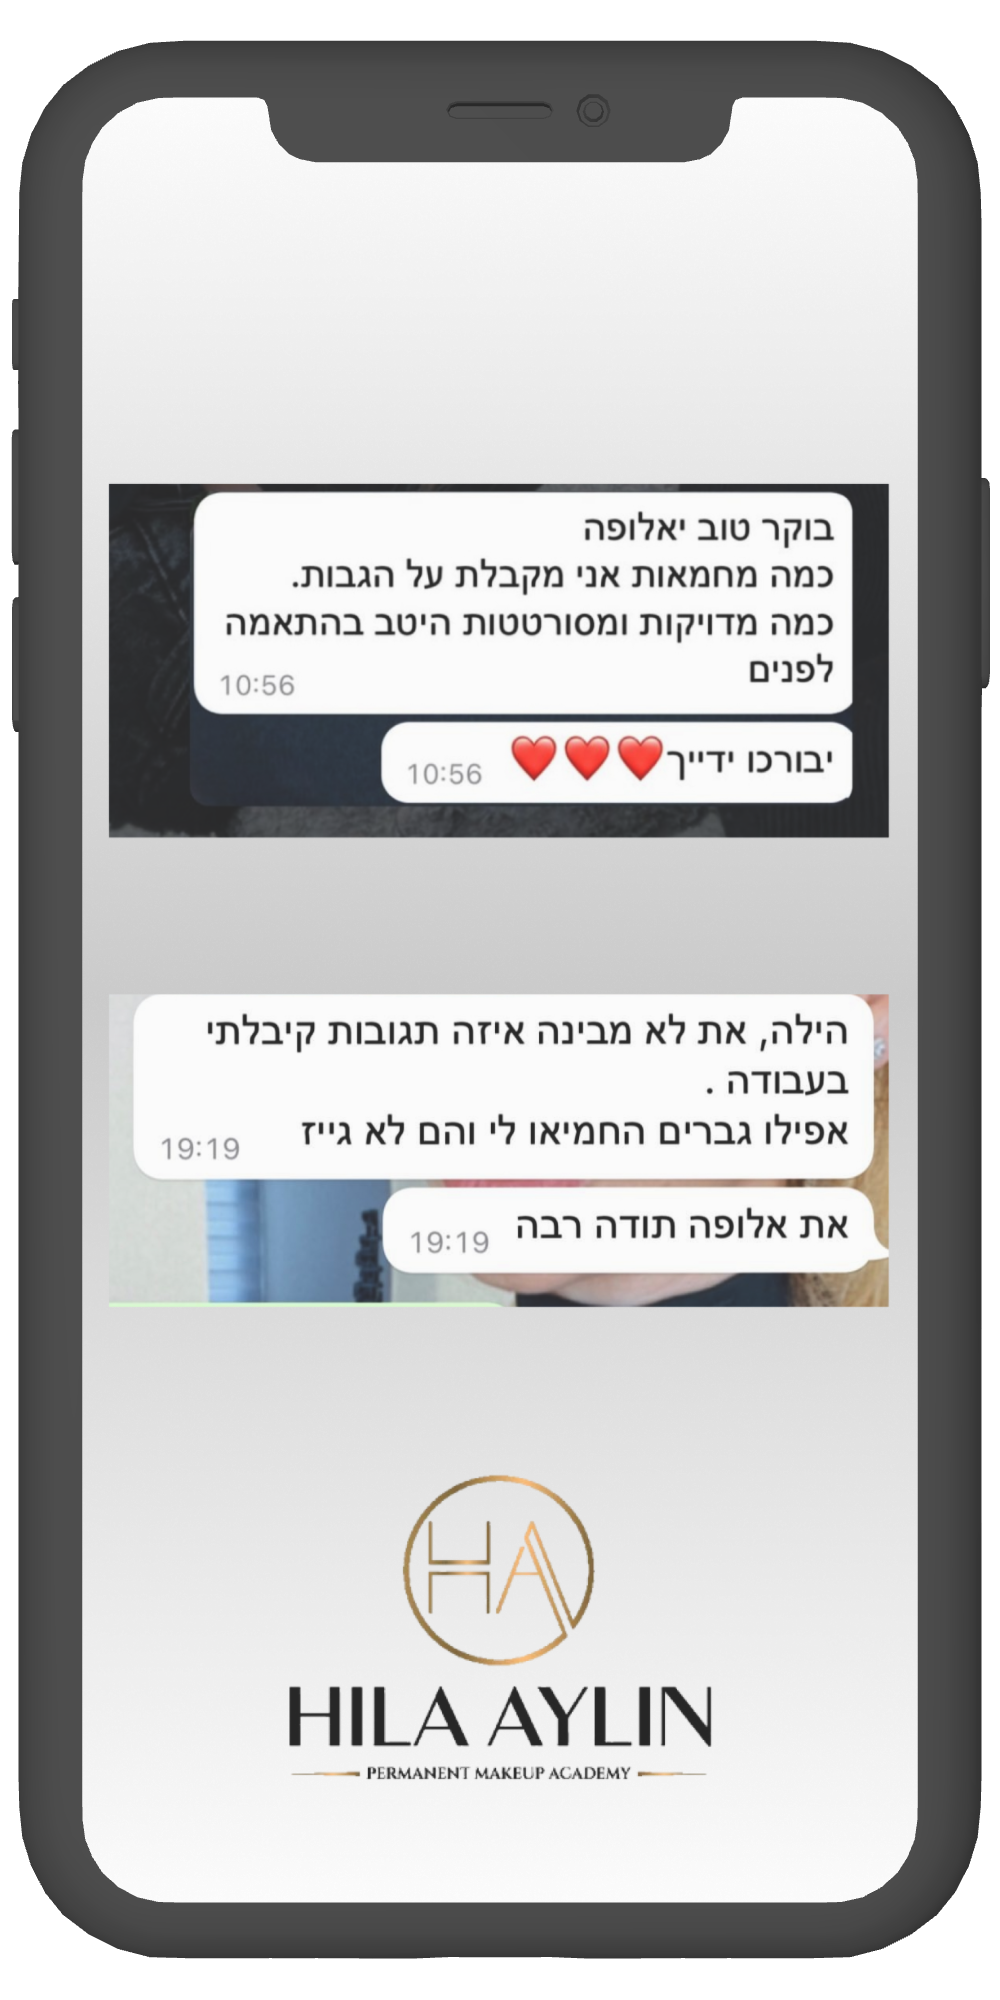 בוקר טוב יאלופה
כמה מחמאות אני מקבלת על הגבות.
כמה מדויקות ומסורטטות היטב בהתאמה
לפנים
10:56
יבורכו ידייך❤️❤️❤️
10:56
הילה, את לא מבינה איזה תגובות קיבלתי
בעבודה .
אפילו גברים החמיאו לי והם לא גייז
19:19
את אלופה תודה רבה
19:19
HA
HILA AYLIN
PERMANENT MAKEUP ACADEMY